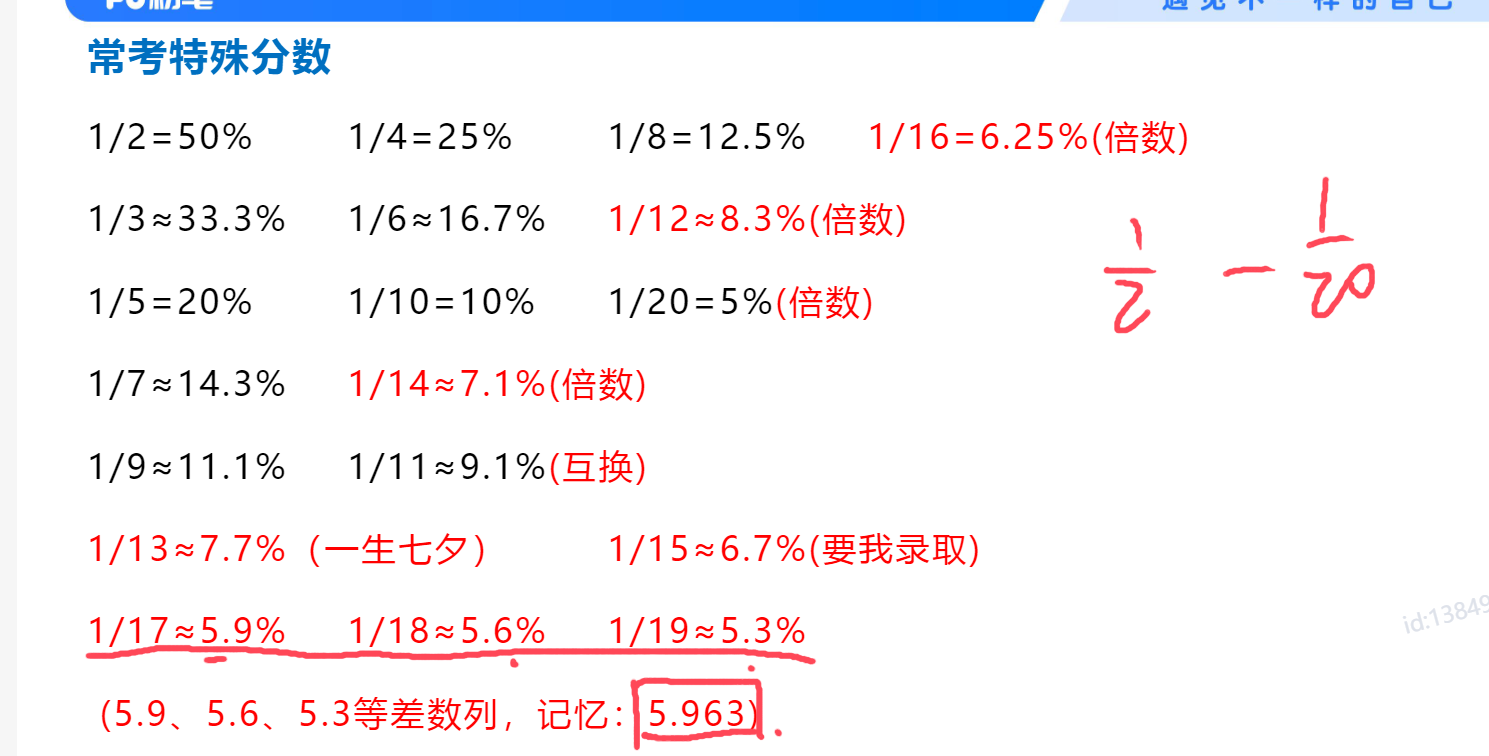 常考特殊分数
1/2=50% 1/4=25% 1/8=12.5% 1/16=6.25%(倍数)
1/3≈33.3% 1/6≈16.7% 1/12≈8.3%(倍数)
1/2 − 1/20
1/5=20% 1/10=10% 1/20=5%(倍数)
1/7≈14.3% 1/14≈7.1%(倍数)
1/9≈11.1% 1/11≈9.1%(互换)
1/13≈7.7%（一生七夕） 1/15≈6.7%(要我录取)
1/17≈5.9% 1/18≈5.6% 1/19≈5.3%
(5.9、5.6、5.3等差数列，记忆：5.963)
id:13849